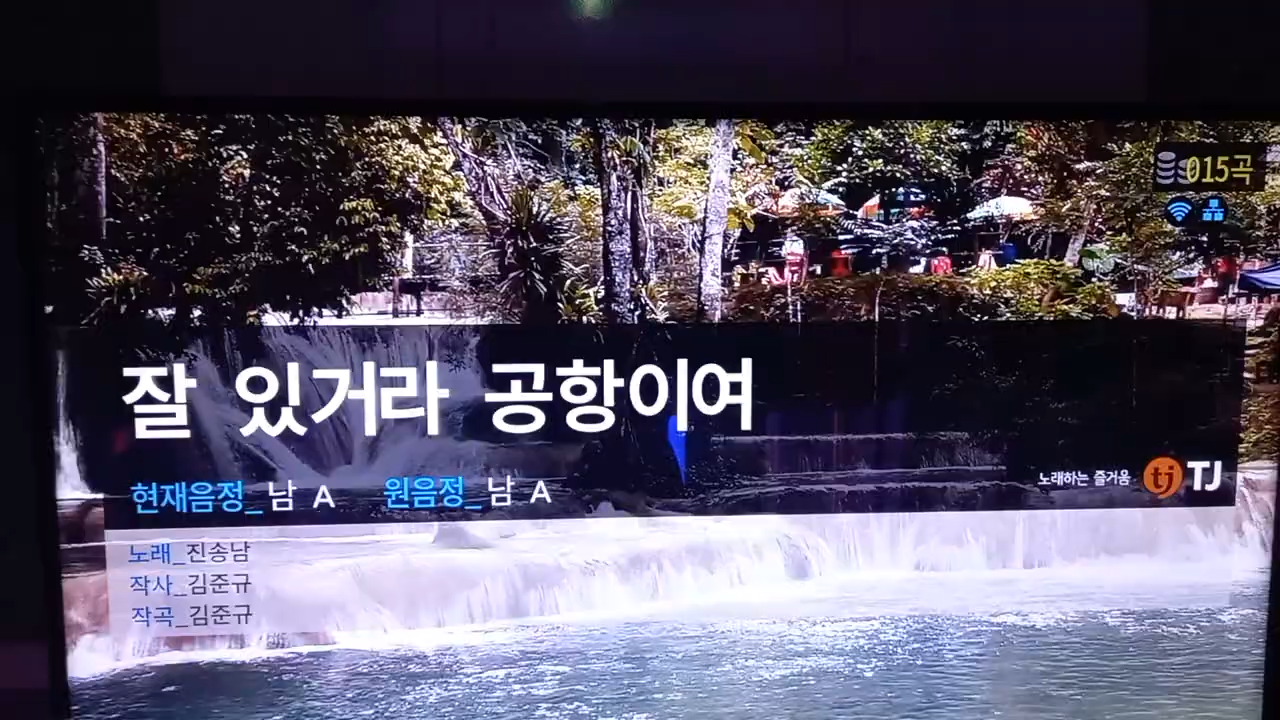 015곡
잘 있거라 공항이여
현재음정_남 A 원음정_남 A
노래하는 즐거움 tj TJ
노래_진송남
작사_김준규
작곡_김준규